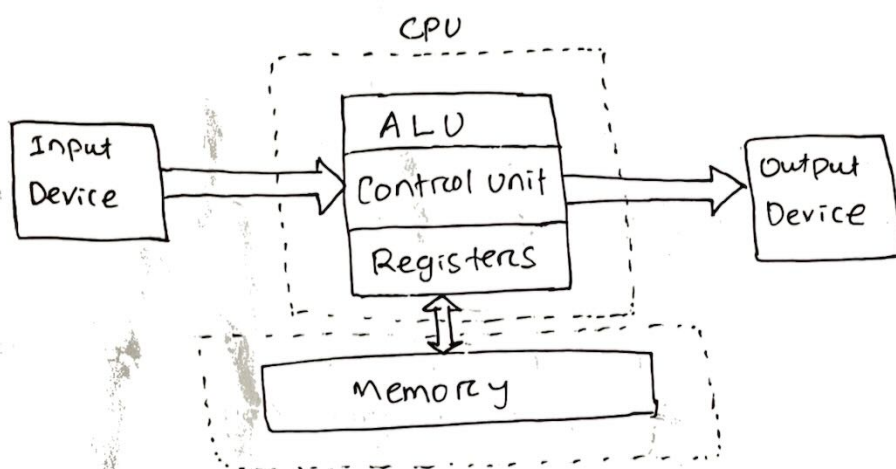 CPU
Input
Device
ALU
Control unit
Registers
Output
Device
Memory